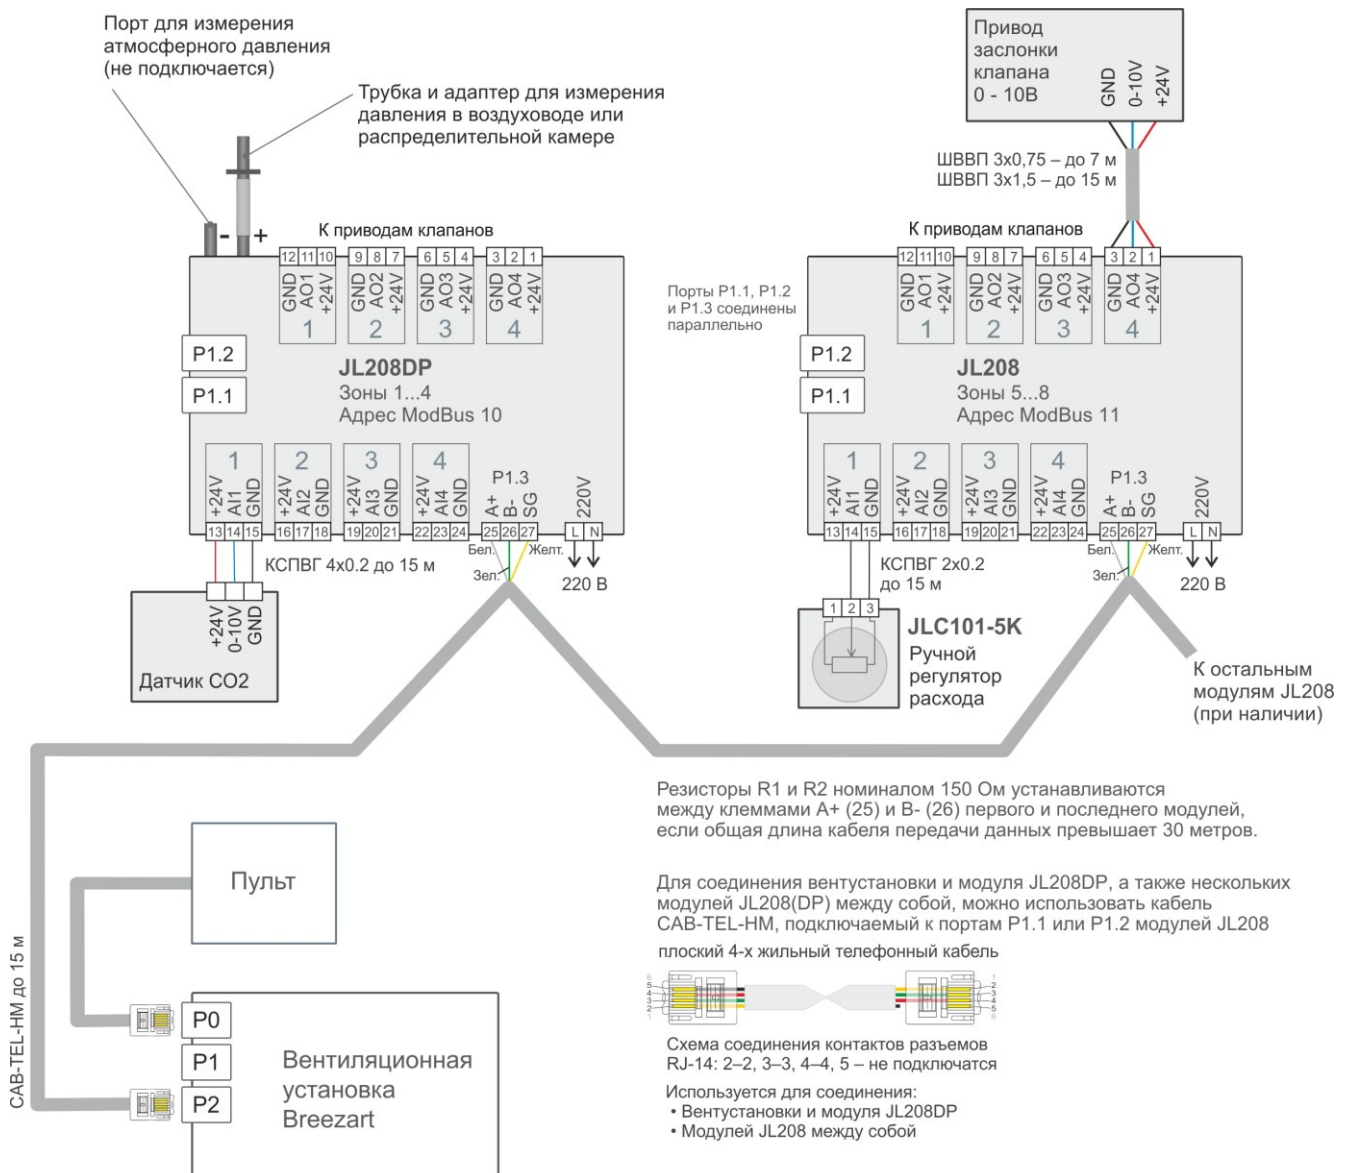 Порт для измерения
атмосферного давления
(не подключается)
Трубка и адаптер для измерения
давления в воздуховоде или
распределительной камере
- +
К приводам клапанов
12 11 10 9 8 7 6 5 4 3 2 1
GND AO1 +24V GND AO2 +24V GND AO3 +24V GND AO4 +24V
1 2 3 4
P1.2
P1.1
JL208DP
Зоны 1...4
Адрес ModBus 10
1 2 3 4
P1.3
+24V AI1 GND +24V AI2 GND +24V AI3 GND +24V AI4 GND A+ B- SG 220V
13 14 15 16 17 18 19 20 21 22 23 24 25 26 27 L N
Бел.
Желт.
Зел.
220 В
КСПВГ 4x0.2 до 15 м
+24V 0-10V GND
Датчик CO2
Привод
заслонки
клапана
0 - 10В
GND 0-10V +24V
ШВВП 3x0,75 – до 7 м
ШВВП 3x1,5 – до 15 м
К приводам клапанов
Порты P1.1, P1.2
и P1.3 соединены
параллельно
12 11 10 9 8 7 6 5 4 3 2 1
GND AO1 +24V GND AO2 +24V GND AO3 +24V GND AO4 +24V
1 2 3 4
P1.2
P1.1
JL208
Зоны 5...8
Адрес ModBus 11
1 2 3 4
P1.3
+24V AI1 GND +24V AI2 GND +24V AI3 GND +24V AI4 GND A+ B- SG 220V
13 14 15 16 17 18 19 20 21 22 23 24 25 26 27 L N
Бел.
Желт.
Зел.
220 В
КСПВГ 2x0.2
до 15 м
1 2 3
JLC101-5K
Ручной
регулятор
расхода
К остальным
модулям JL208
(при наличии)
Резисторы R1 и R2 номиналом 150 Ом устанавливаются
между клеммами A+ (25) и B- (26) первого и последнего модулей,
если общая длина кабеля передачи данных превышает 30 метров.
Для соединения вентустановки и модуля JL208DP, а также нескольких
модулей JL208(DP) между собой, можно использовать кабель
CAB-TEL-HM, подключаемый к портам P1.1 или P1.2 модулей JL208
плоский 4-х жильный телефонный кабель
6 1
5 2
4 3
3 4
2 5
1 6
Схема соединения контактов разъемов
RJ-14: 2–2, 3–3, 4–4, 5 – не подключатся
Используется для соединения:
• Вентустановки и модуля JL208DP
• Модулей JL208 между собой
CAB-TEL-HM до 15 м
Пульт
P0
P1
P2
Вентиляционная
установка
Breezart